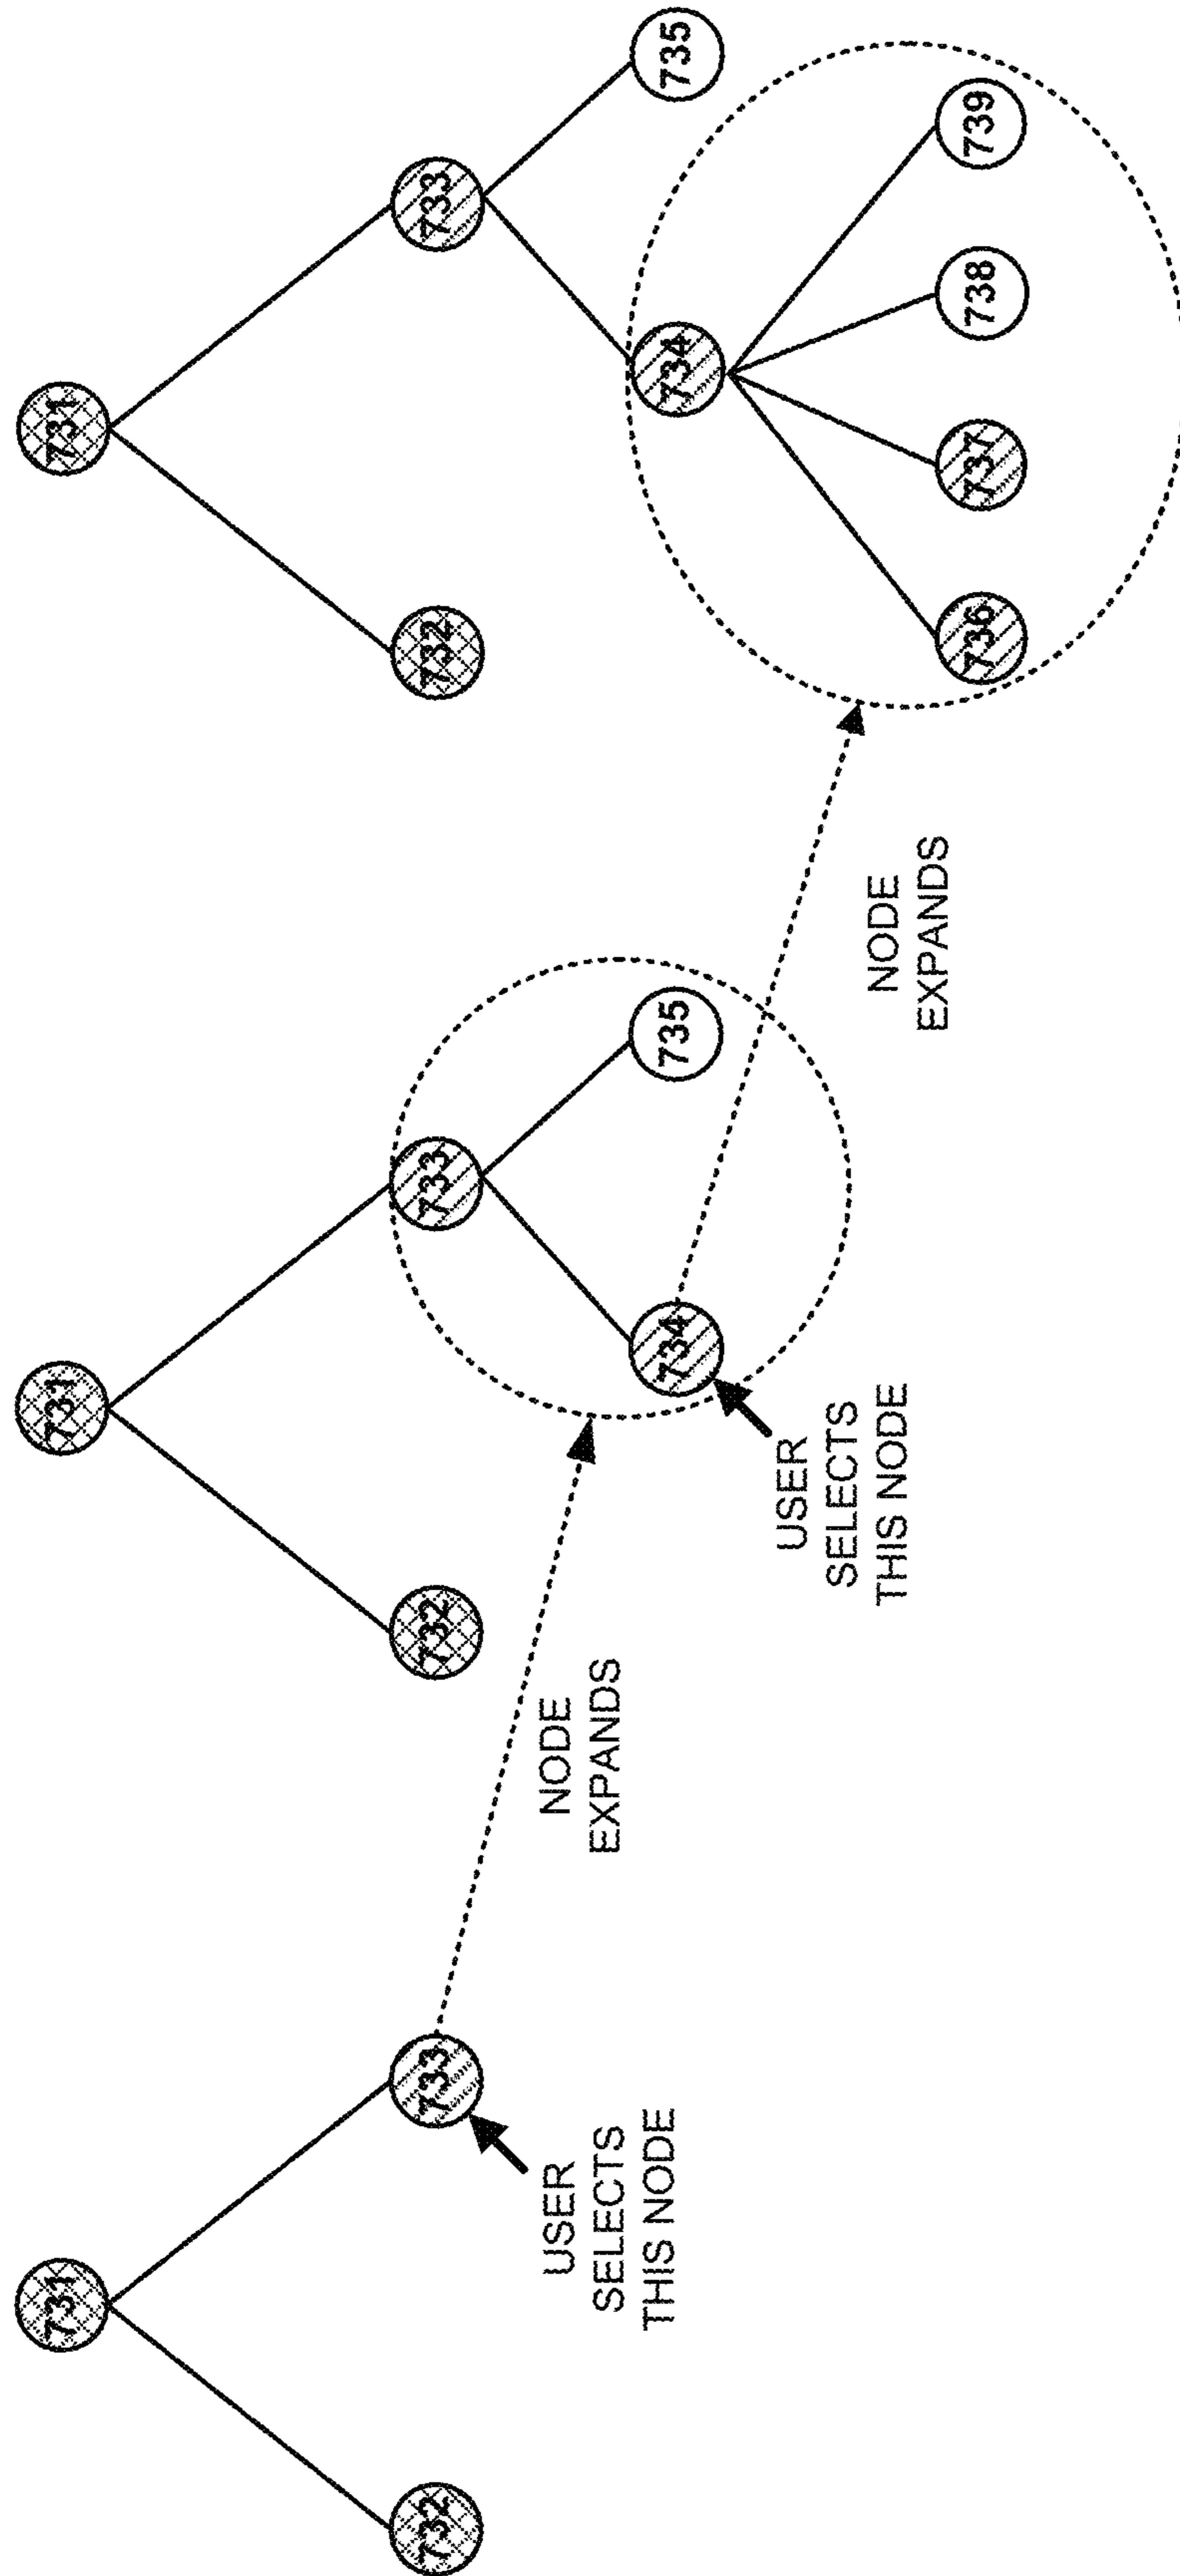 731
732
733
USER
SELECTS
THIS NODE
NODE
EXPANDS
731
732
733
734
735
USER
SELECTS
THIS NODE
NODE
EXPANDS
731
732
733
734
735
736
737
738
739